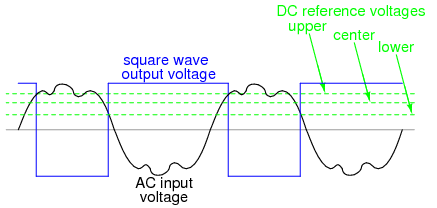 DC reference voltages
upper
center
lower
square wave
output voltage
AC input
voltage